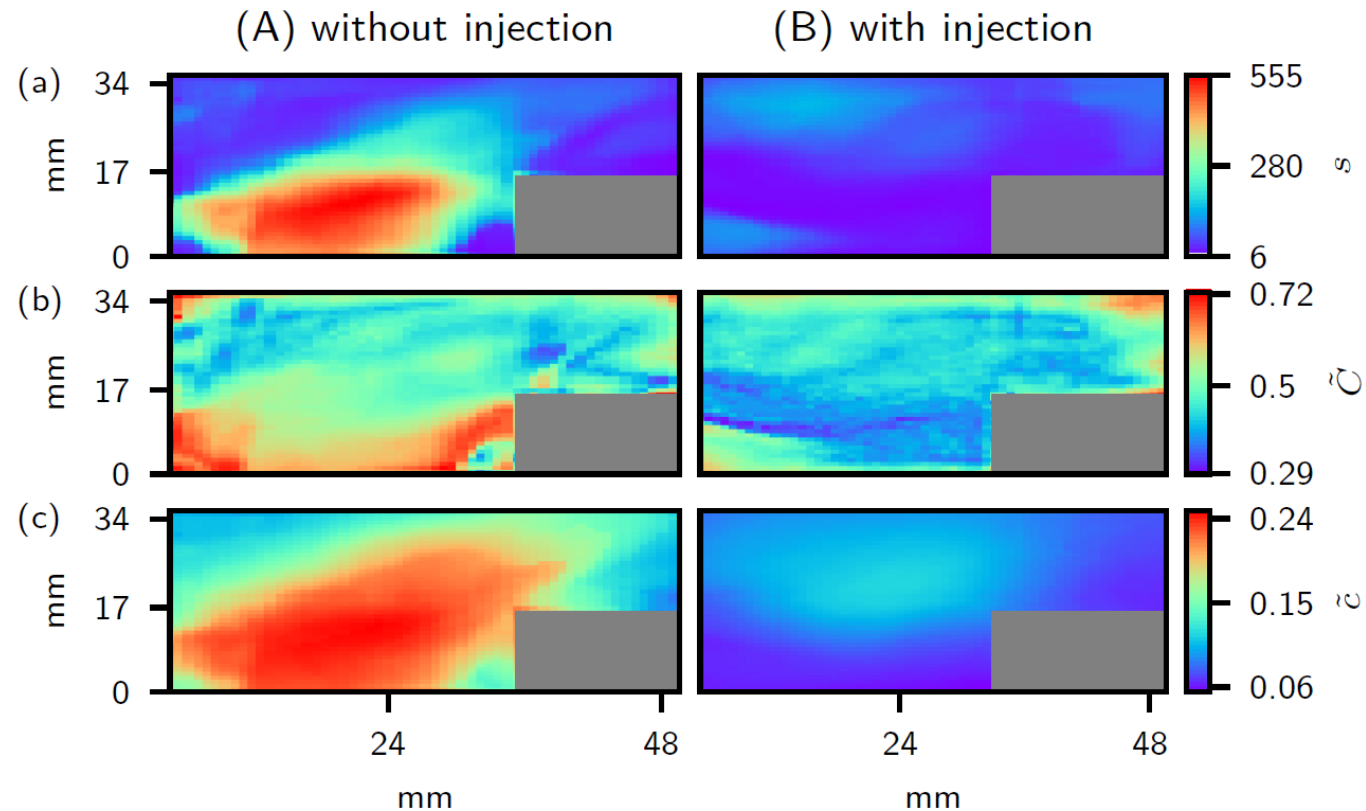 (A) without injection (B) with injection
(a) 34 555
mm 17 280 s
0 6
(b) 34 0.72
mm 17 0.5 C̃
0 0.29
(c) 34 0.24
mm 17 0.15 c̃
0 0.06
24 48 24 48
mm mm